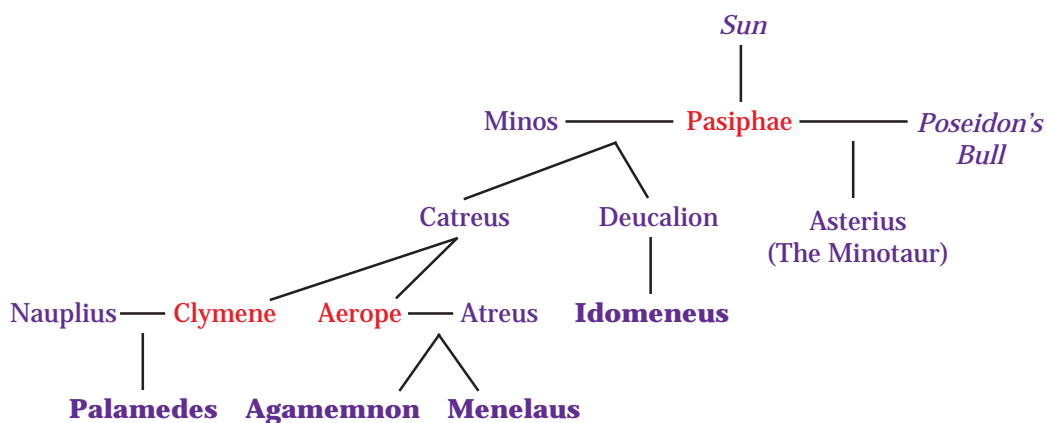 Sun
Minos Pasiphae Poseidon's
Bull
Catreus Deucalion Asterius
(The Minotaur)
Nauplius Clymene Aerope Atreus Idomeneus
Palamedes Agamemnon Menelaus